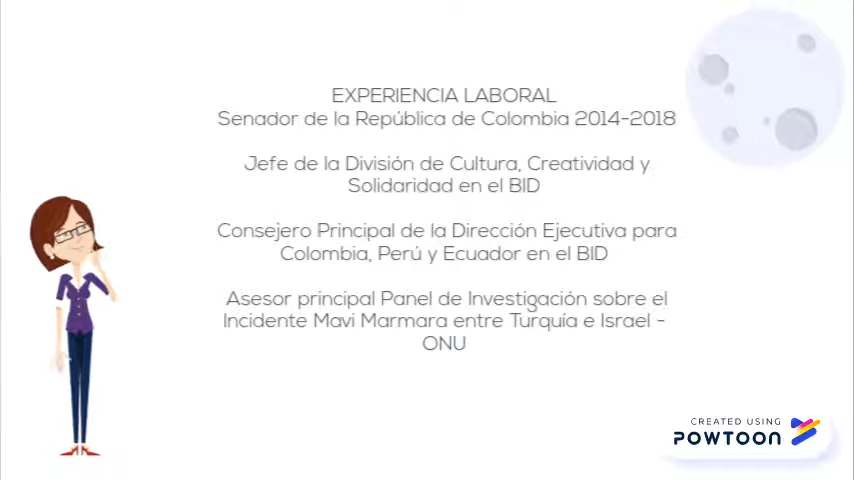 EXPERIENCIA LABORAL
Senador de la República de Colombia 2014-2018
Jefe de la División de Cultura, Creatividad y
Solidaridad en el BID
Consejero Principal de la Dirección Ejecutiva para
Colombia, Perú y Ecuador en el BID
Asesor principal Panel de Investigación sobre el
Incidente Mavi Marmara entre Turquía e Israel -
ONU
CREATED USING
POWTOON